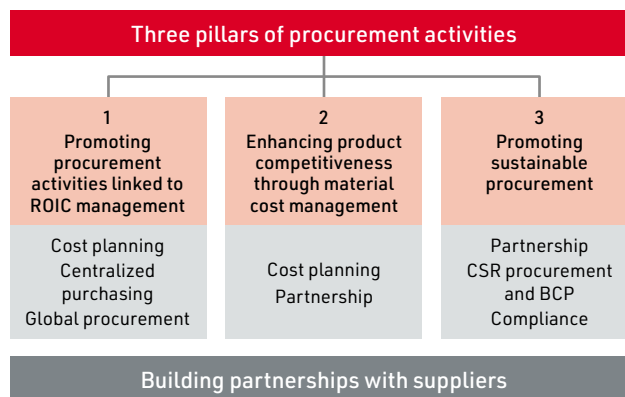 Three pillars of procurement activities
1
Promoting
procurement
activities linked to
ROIC management
Cost planning
Centralized
purchasing
Global procurement
2
Enhancing product
competitiveness
through material
cost management
Cost planning
Partnership
3
Promoting
sustainable
procurement
Partnership
CSR procurement
and BCP
Compliance
Building partnerships with suppliers